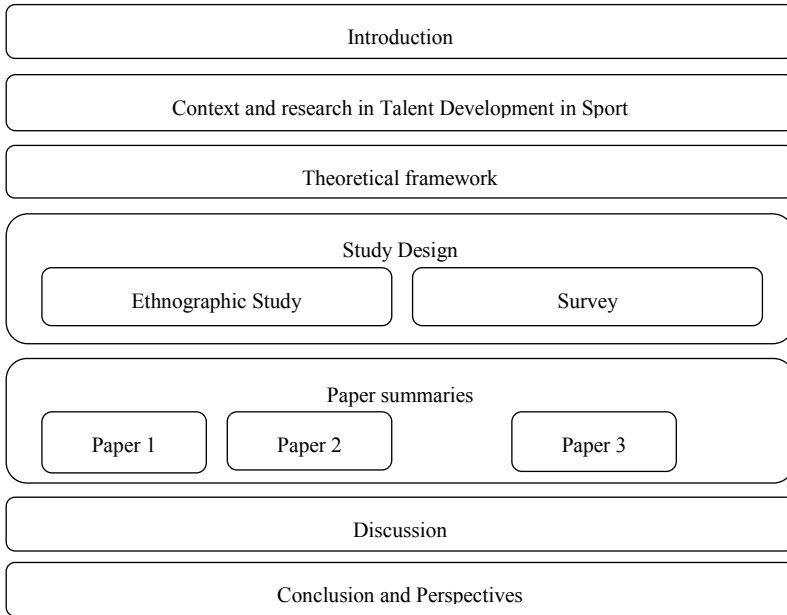 Introduction
Context and research in Talent Development in Sport
Theoretical framework
Study Design
Ethnographic Study
Survey
Paper summaries
Paper 1
Paper 2
Paper 3
Discussion
Conclusion and Perspectives